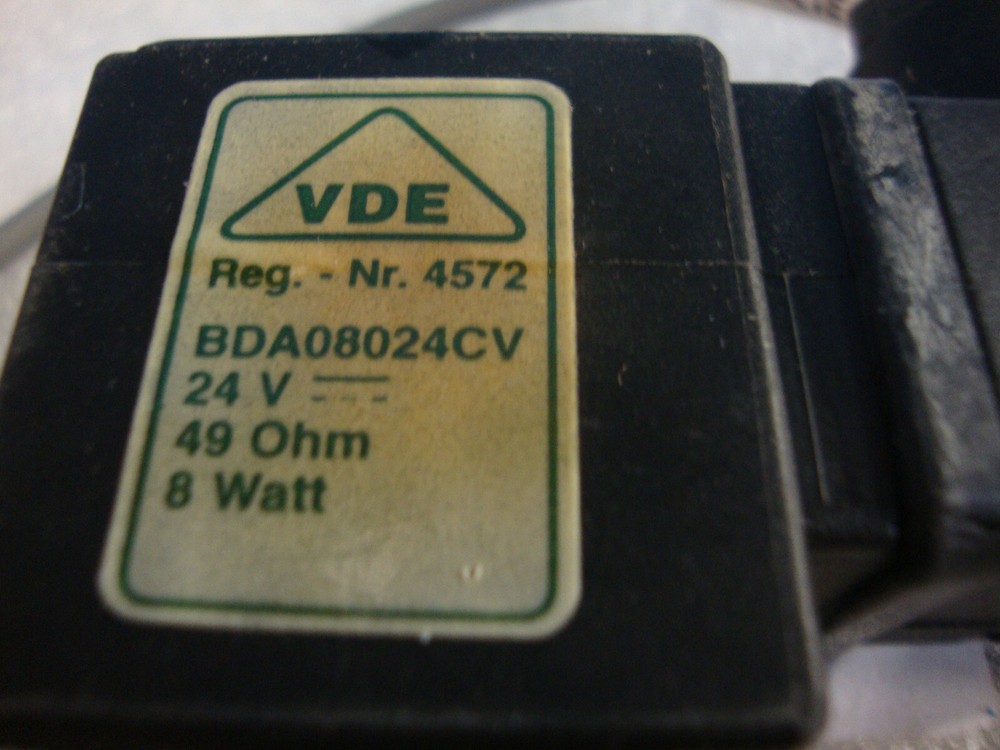 VDE
Reg. - Nr. 4572
BDA08024CV
24 V ⎓
49 Ohm
8 Watt